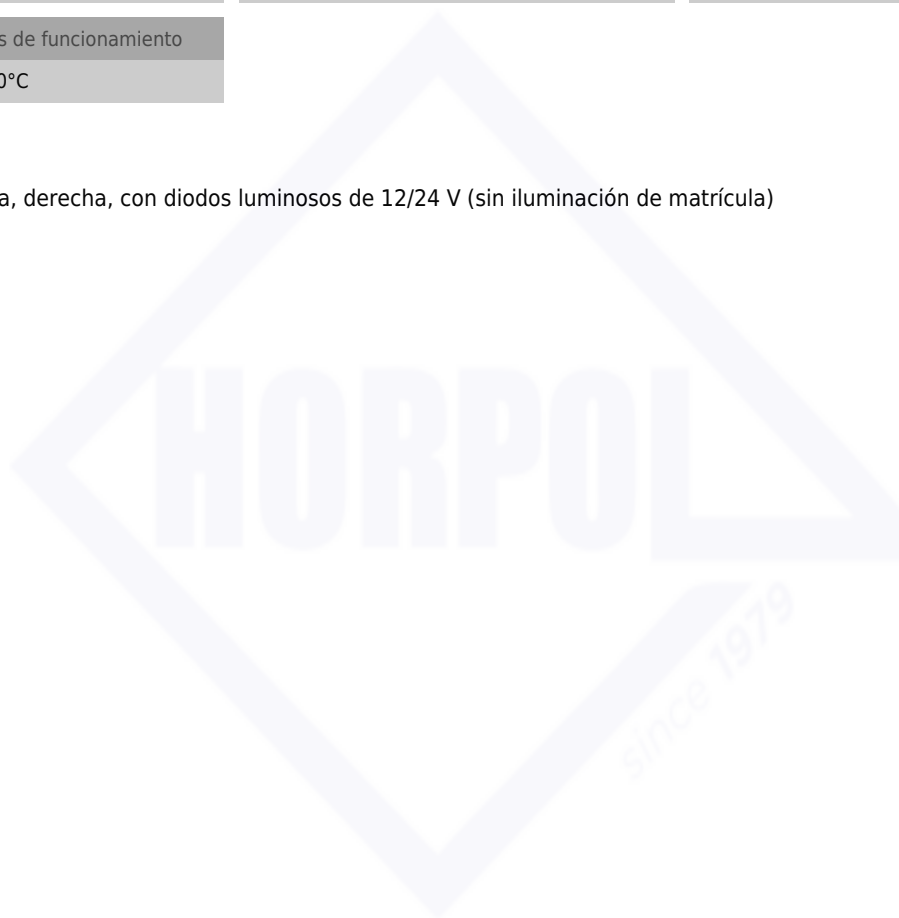 s de funcionamiento
0°C
a, derecha, con diodos luminosos de 12/24 V (sin iluminación de matrícula)
HORPOL
since 1979